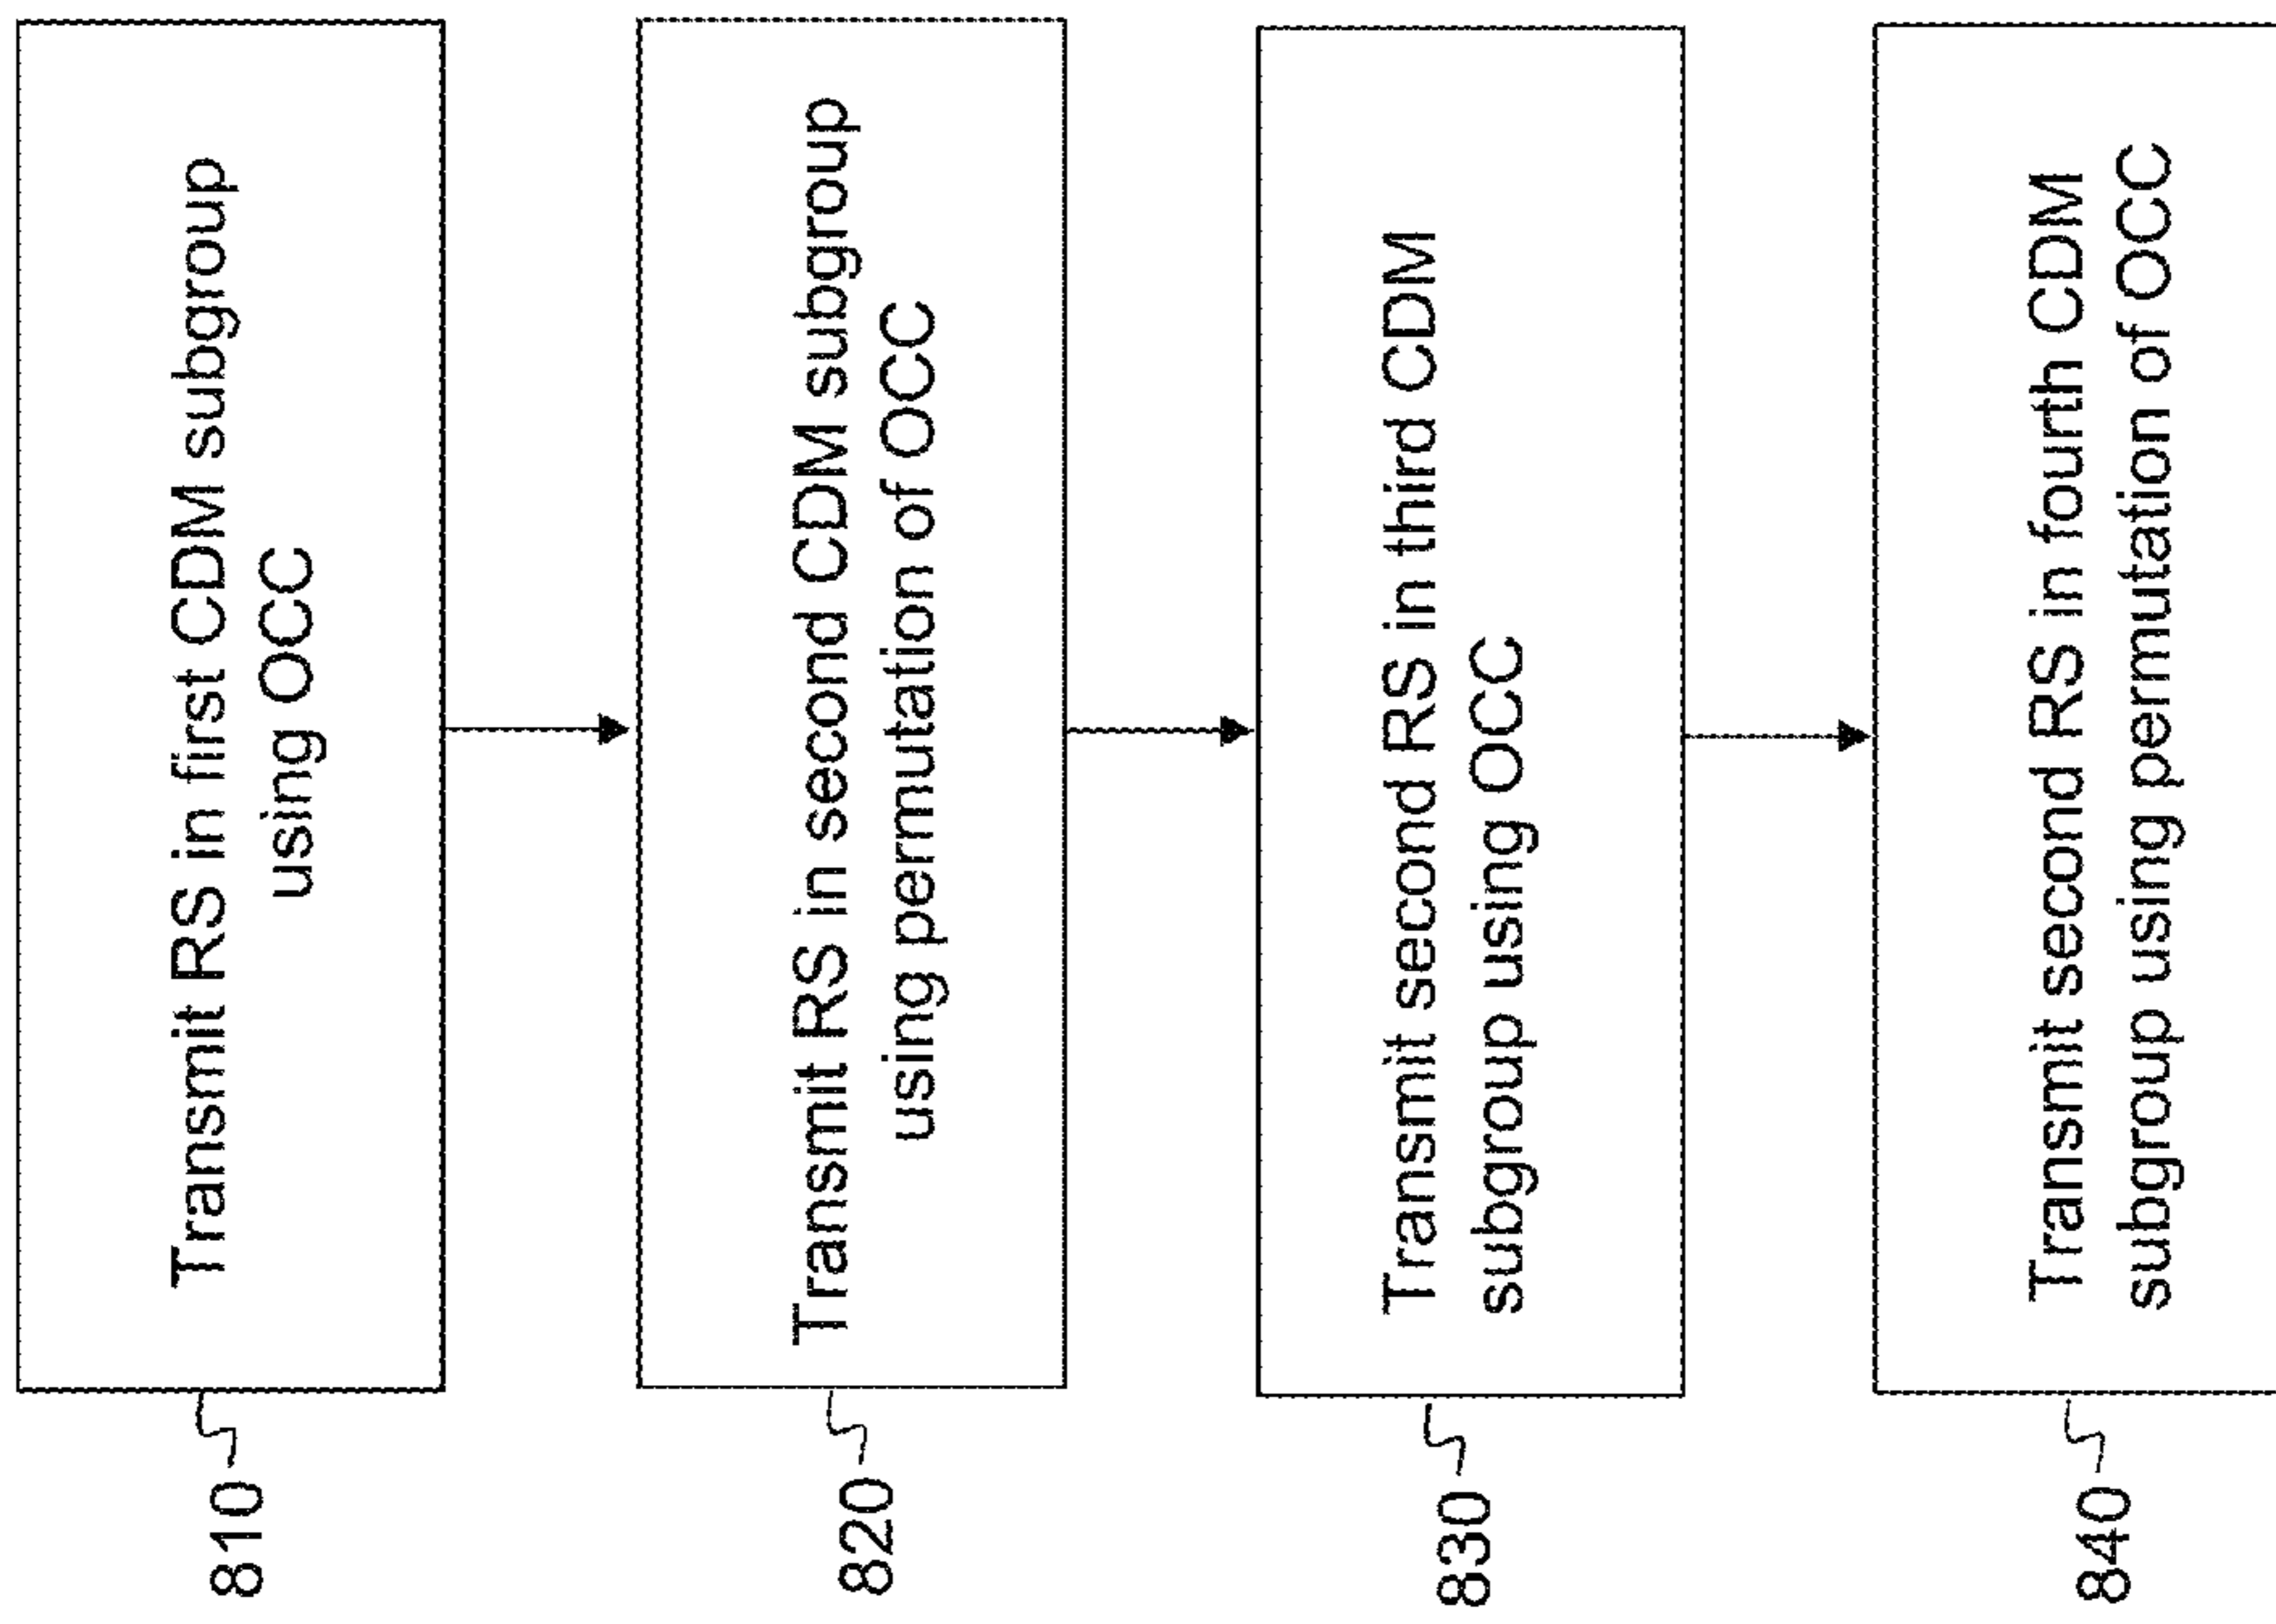 810
Transmit RS in first CDM subgroup
using OCC
820
Transmit RS in second CDM subgroup
using permutation of OCC
830
Transmit second RS in third CDM
subgroup using OCC
840
Transmit second RS in fourth CDM
subgroup using permutation of OCC